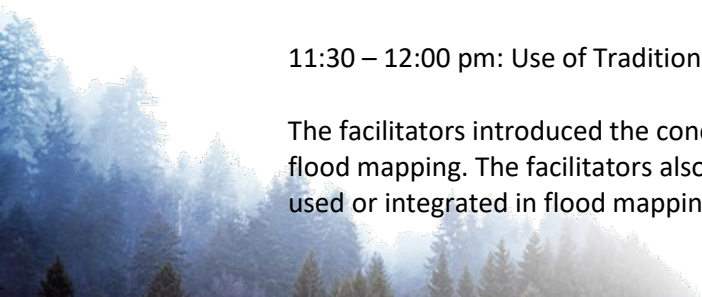 11:30 – 12:00 pm: Use of Tradition
The facilitators introduced the con
flood mapping. The facilitators also
used or integrated in flood mappin